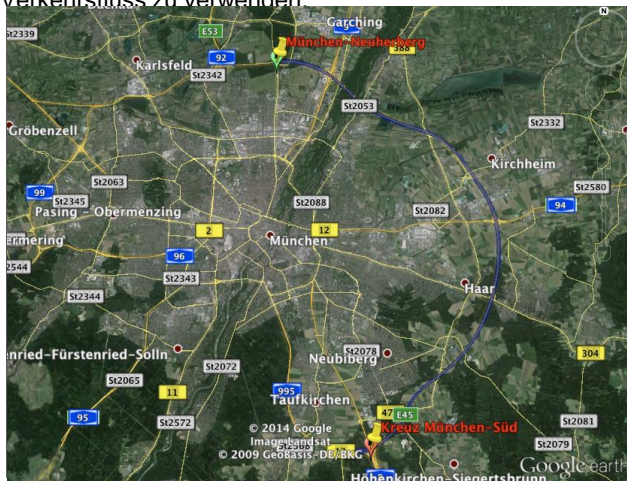 Verkehrsfluss zu verwenden
N
St2339
E53
Garching
München-Neuherberg
388
92
Karlsfeld
St2342
St2053
St2332
Gröbenzell
Kirchheim
St2063
99
St2345
St2580
St2088
94
Pasing - Obermenzing
St2082
2
12
ermering
München
96
2544
St2343
Haar
St2344
enried-Fürstenried-Solln
St2078
304
Neubiberg
St2072
St2065
11
995
Taufkirchen
95
47
E45
St2081
St2572
Kreuz München-Süd
© 2014 Google
Image Landsat
St2079
© 2009 GeoBasis-DE/BKG
Google earth
Höhenkirchen-Siegertsbrunn